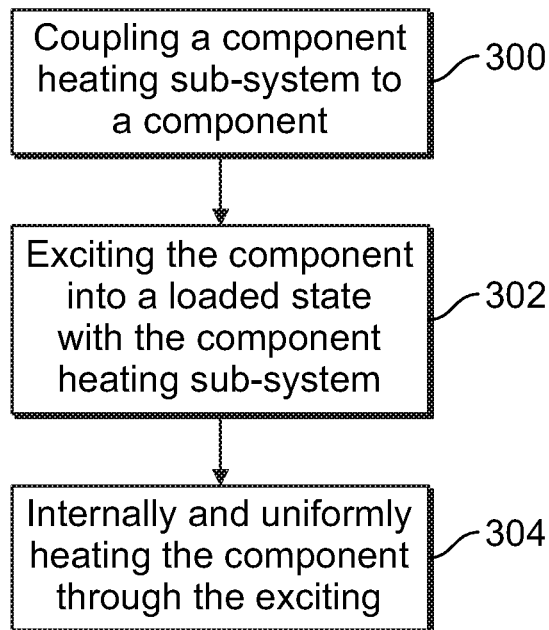 Coupling a component
heating sub-system to
a component
300
Exciting the component
into a loaded state
with the component
heating sub-system
302
Internally and uniformly
heating the component
through the exciting
304